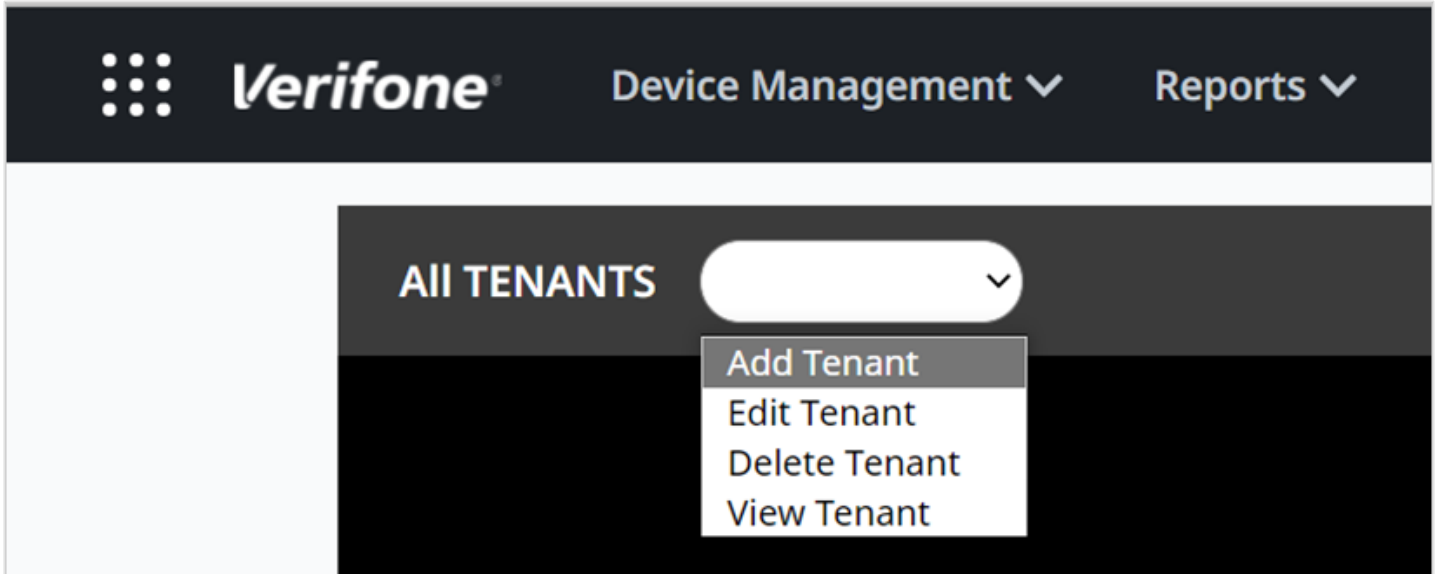 Verifone Device Management Reports
All TENANTS
Add Tenant
Edit Tenant
Delete Tenant
View Tenant